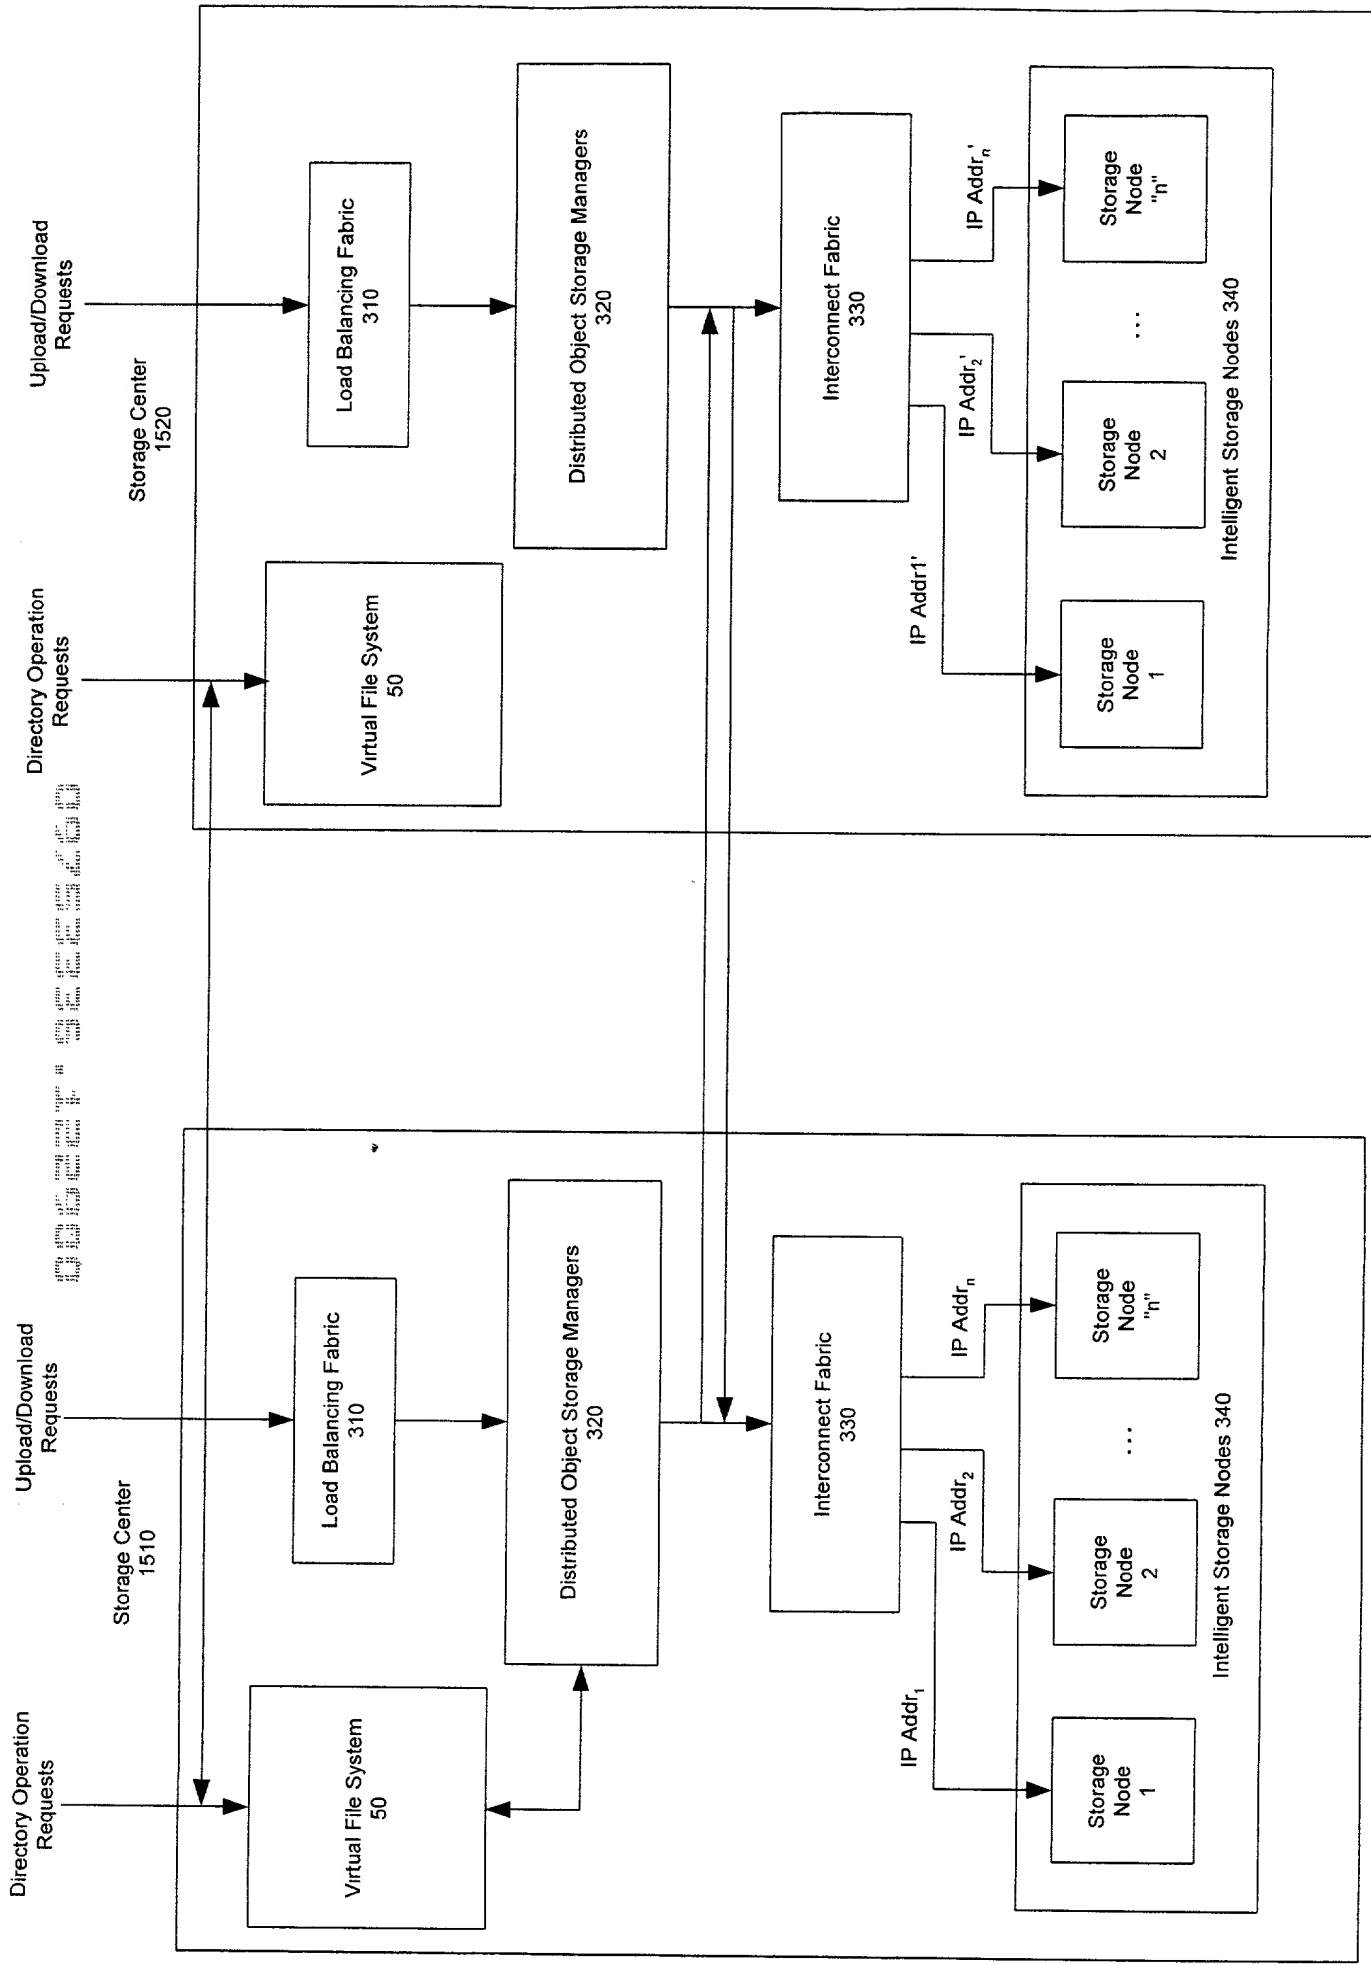 Directory Operation
Requests
Upload/Download
Requests
Storage Center
1510
Virtual File System
50
Load Balancing Fabric
310
Distributed Object Storage Managers
320
Interconnect Fabric
330
IP Addr1
IP Addr2
IP Addrn
Storage
Node
1
Storage
Node
2
...
Storage
Node
"n"
Intelligent Storage Nodes 340
Directory Operation
Requests
Upload/Download
Requests
Storage Center
1520
Virtual File System
50
Load Balancing Fabric
310
Distributed Object Storage Managers
320
Interconnect Fabric
330
IP Addr1'
IP Addr2'
IP Addrn'
Storage
Node
1
Storage
Node
2
...
Storage
Node
"n"
Intelligent Storage Nodes 340